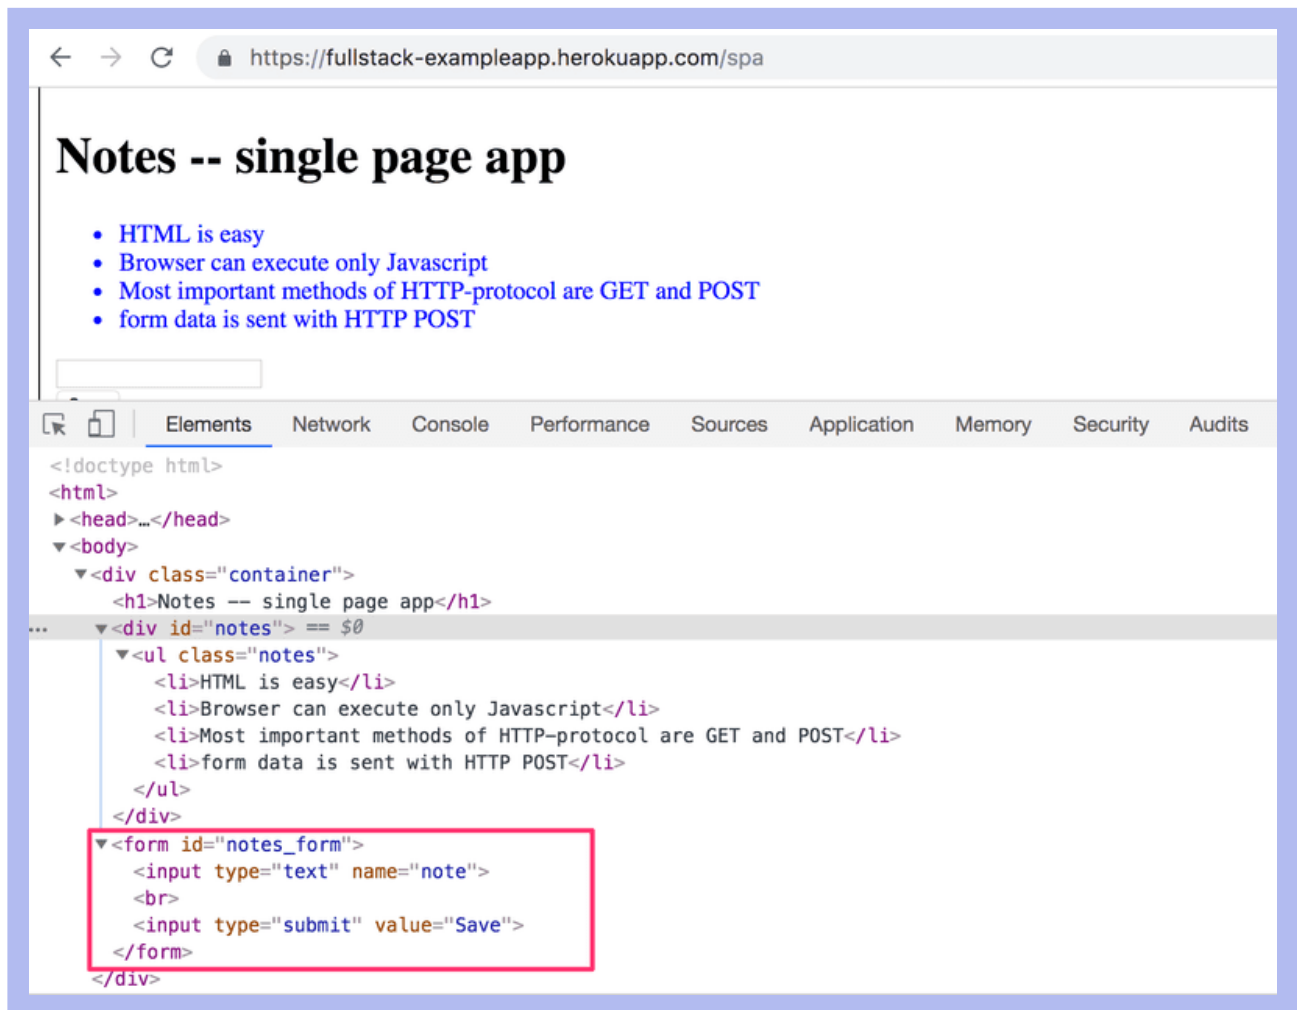 https://fullstack-exampleapp.herokuapp.com/spa
Notes -- single page app
• HTML is easy
• Browser can execute only Javascript
• Most important methods of HTTP-protocol are GET and POST
• form data is sent with HTTP POST
Elements Network Console Performance Sources Application Memory Security Audits
<!doctype html>
<html>
▶<head>…</head>
▼<body>
▼<div class="container">
<h1>Notes -- single page app</h1>
… ▼<div id="notes"> == $0
▼<ul class="notes">
<li>HTML is easy</li>
<li>Browser can execute only Javascript</li>
<li>Most important methods of HTTP-protocol are GET and POST</li>
<li>form data is sent with HTTP POST</li>
</ul>
</div>
▼<form id="notes_form">
<input type="text" name="note">
<br>
<input type="submit" value="Save">
</form>
</div>